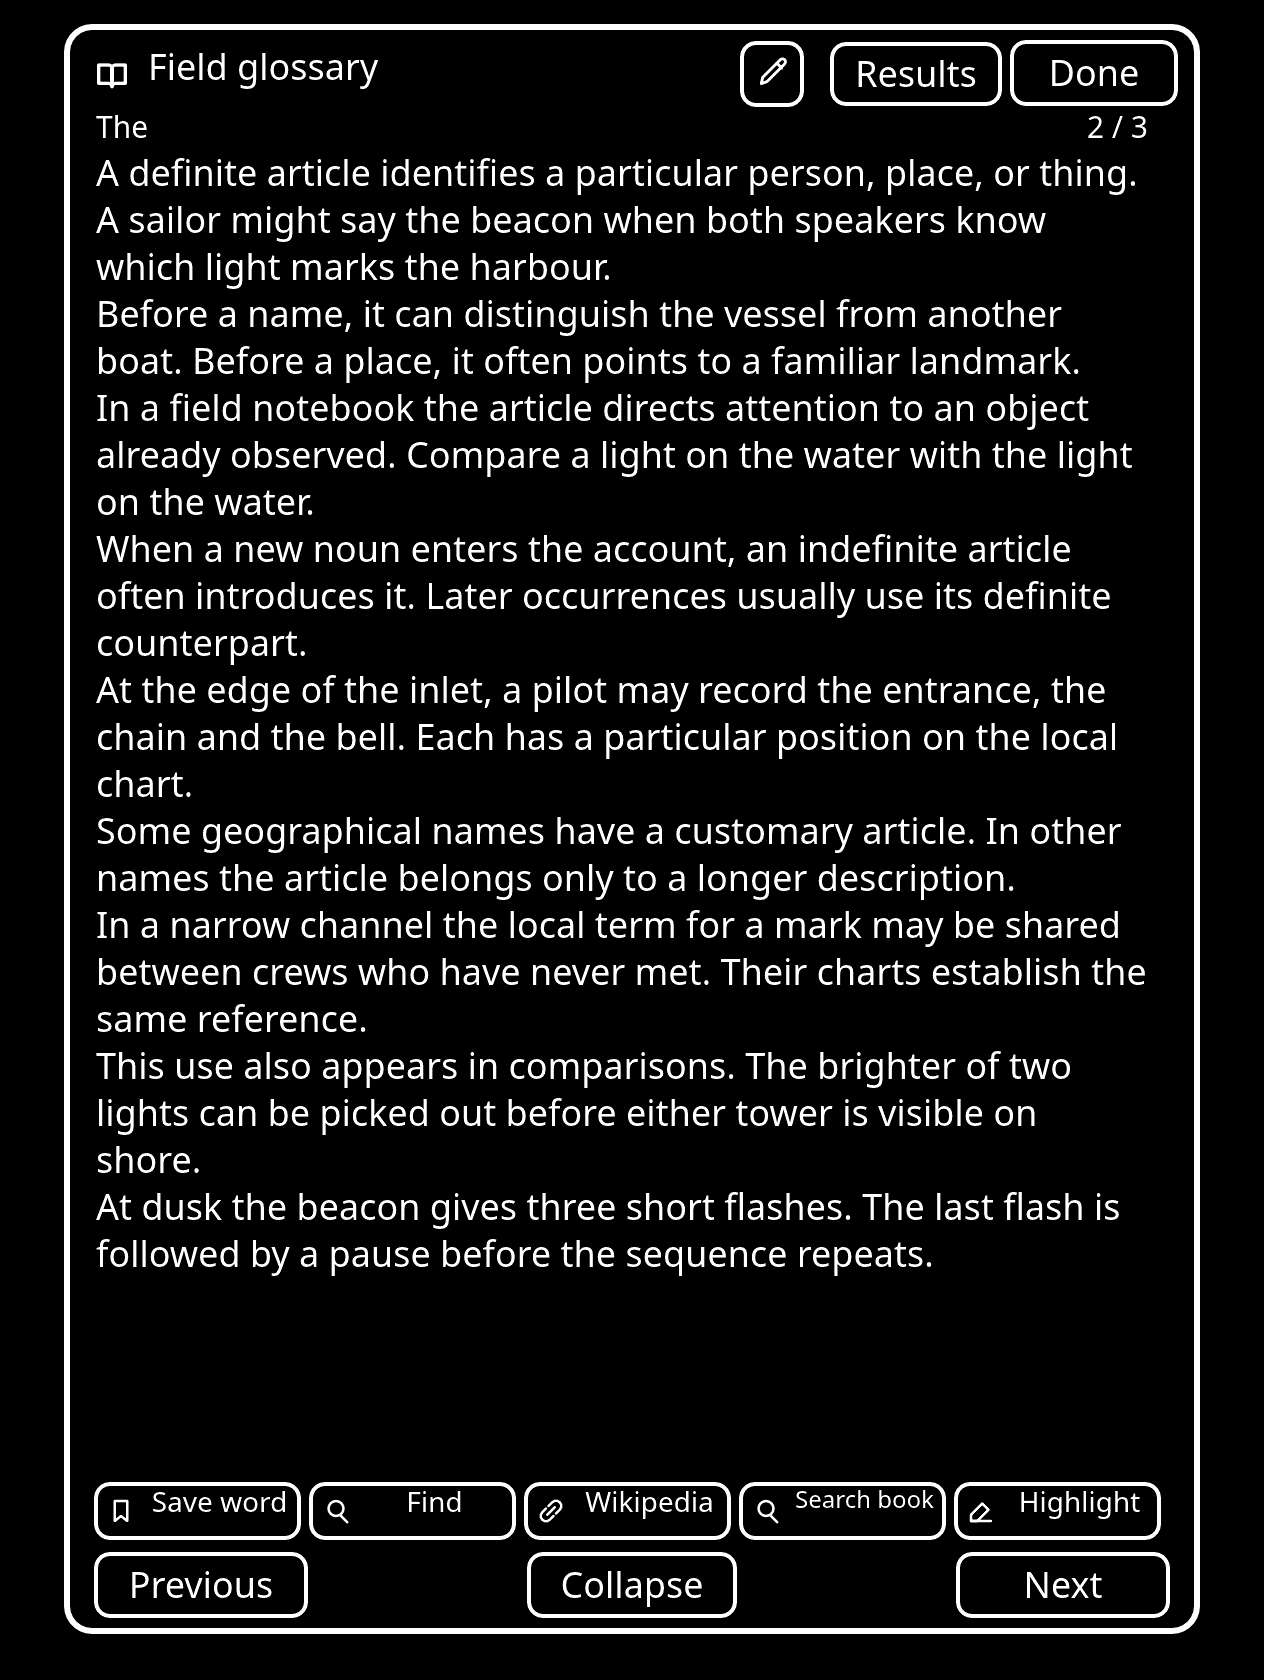 Field glossary
Results
Done
The
2 / 3
A definite article identifies a particular person, place, or thing.
A sailor might say the beacon when both speakers know
which light marks the harbour.
Before a name, it can distinguish the vessel from another
boat. Before a place, it often points to a familiar landmark.
In a field notebook the article directs attention to an object
already observed. Compare a light on the water with the light
on the water.
When a new noun enters the account, an indefinite article
often introduces it. Later occurrences usually use its definite
counterpart.
At the edge of the inlet, a pilot may record the entrance, the
chain and the bell. Each has a particular position on the local
chart.
Some geographical names have a customary article. In other
names the article belongs only to a longer description.
In a narrow channel the local term for a mark may be shared
between crews who have never met. Their charts establish the
same reference.
This use also appears in comparisons. The brighter of two
lights can be picked out before either tower is visible on
shore.
At dusk the beacon gives three short flashes. The last flash is
followed by a pause before the sequence repeats.
Save word
Find
Wikipedia
Search book
Highlight
Previous
Collapse
Next